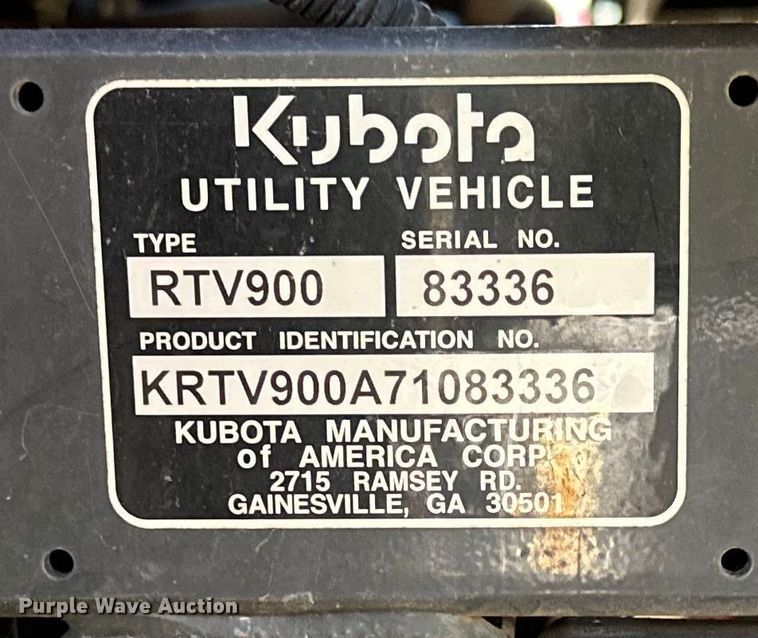 Kubota
UTILITY VEHICLE
TYPE SERIAL NO.
RTV900 83336
PRODUCT IDENTIFICATION NO.
KRTV900A71083336
KUBOTA MANUFACTURING
of AMERICA CORP.
2715 RAMSEY RD.
GAINESVILLE, GA 30501
Purple Wave Auction